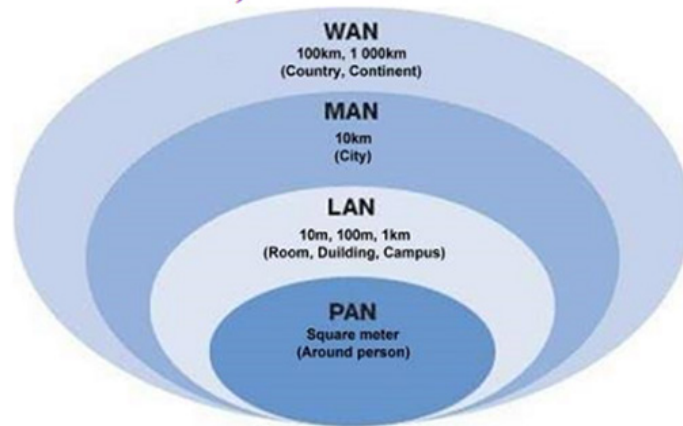 WAN
100km, 1 000km
(Country, Continent)
MAN
10km
(City)
LAN
10m, 100m, 1km
(Room, Duilding, Campus)
PAN
Square meter
(Around person)